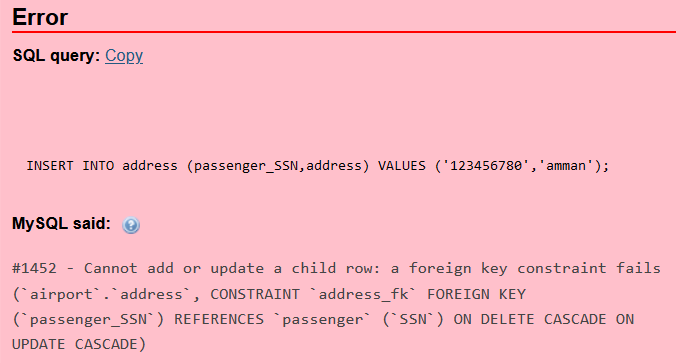 Error
SQL query: Copy
INSERT INTO address (passenger_SSN,address) VALUES ('123456780','amman');
MySQL said:
#1452 - Cannot add or update a child row: a foreign key constraint fails
(`airport`.`address`, CONSTRAINT `address_fk` FOREIGN KEY
(`passenger_SSN`) REFERENCES `passenger` (`SSN`) ON DELETE CASCADE ON
UPDATE CASCADE)